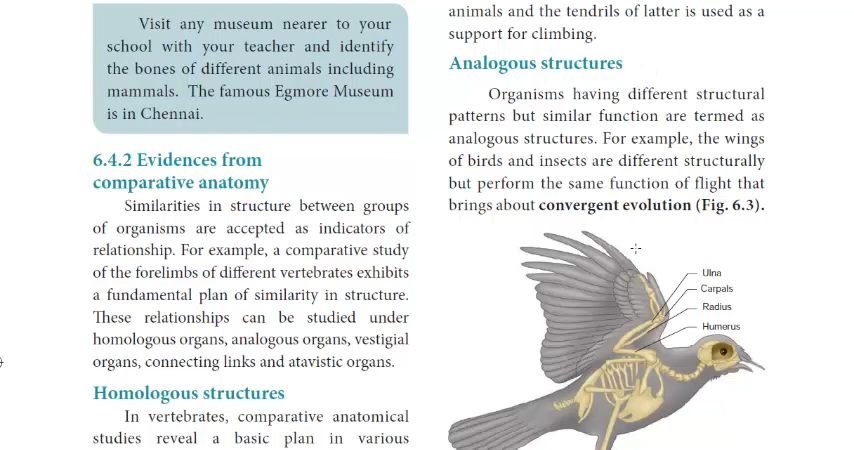 Visit any museum nearer to your
school with your teacher and identify
the bones of different animals including
mammals. The famous Egmore Museum
is in Chennai.
6.4.2 Evidences from
comparative anatomy
Similarities in structure between groups
of organisms are accepted as indicators of
relationship. For example, a comparative study
of the forelimbs of different vertebrates exhibits
a fundamental plan of similarity in structure.
These relationships can be studied under
homologous organs, analogous organs, vestigial
organs, connecting links and atavistic organs.
Homologous structures
In vertebrates, comparative anatomical
studies reveal a basic plan in various
animals and the tendrils of latter is used as a
support for climbing.
Analogous structures
Organisms having different structural
patterns but similar function are termed as
analogous structures. For example, the wings
of birds and insects are different structurally
but perform the same function of flight that
brings about convergent evolution (Fig. 6.3).
Ulna
Carpals
Radius
Humerus